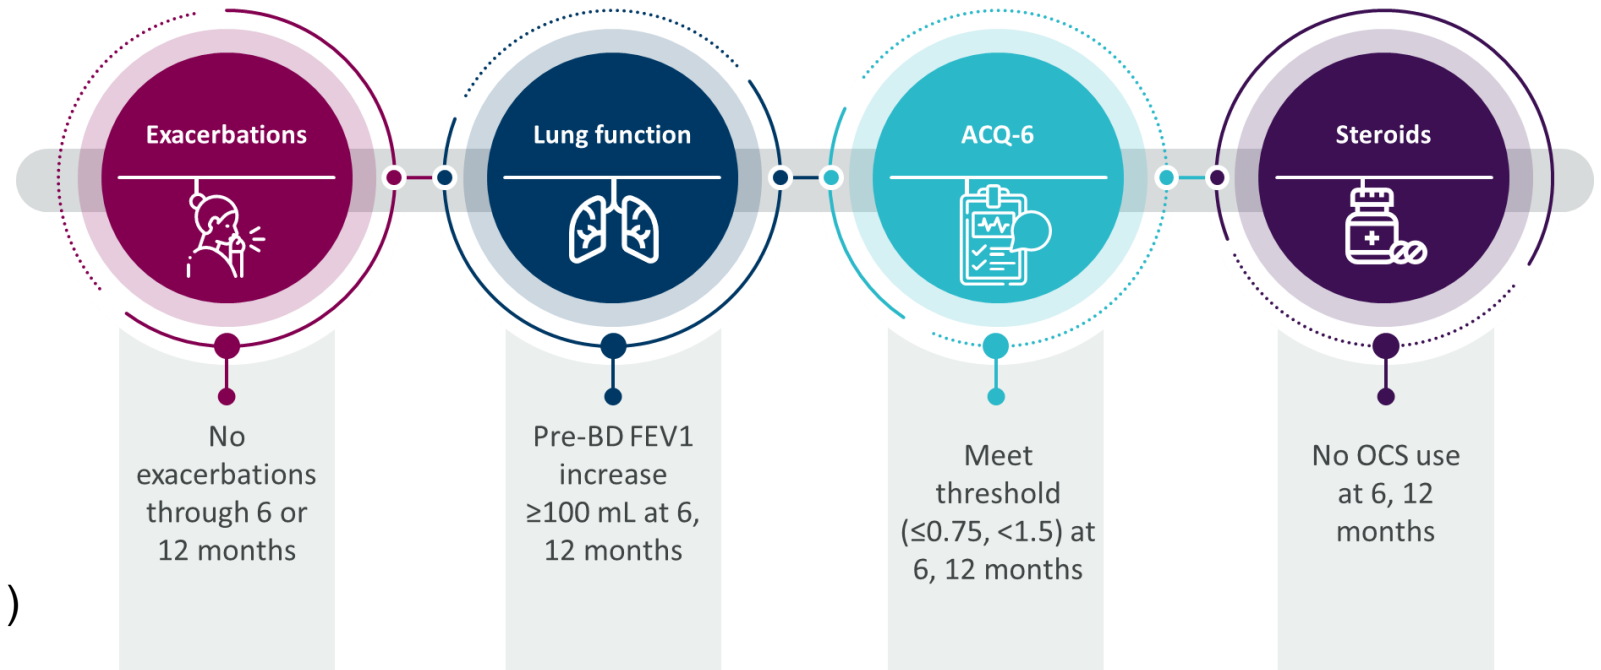 Exacerbations
Lung function
ACQ-6
Steroids
No
exacerbations
through 6 or
12 months
Pre-BD FEV1
increase
≥100 mL at 6,
12 months
Meet
threshold
(≤0.75, <1.5) at
6, 12 months
No OCS use
at 6, 12
months
)